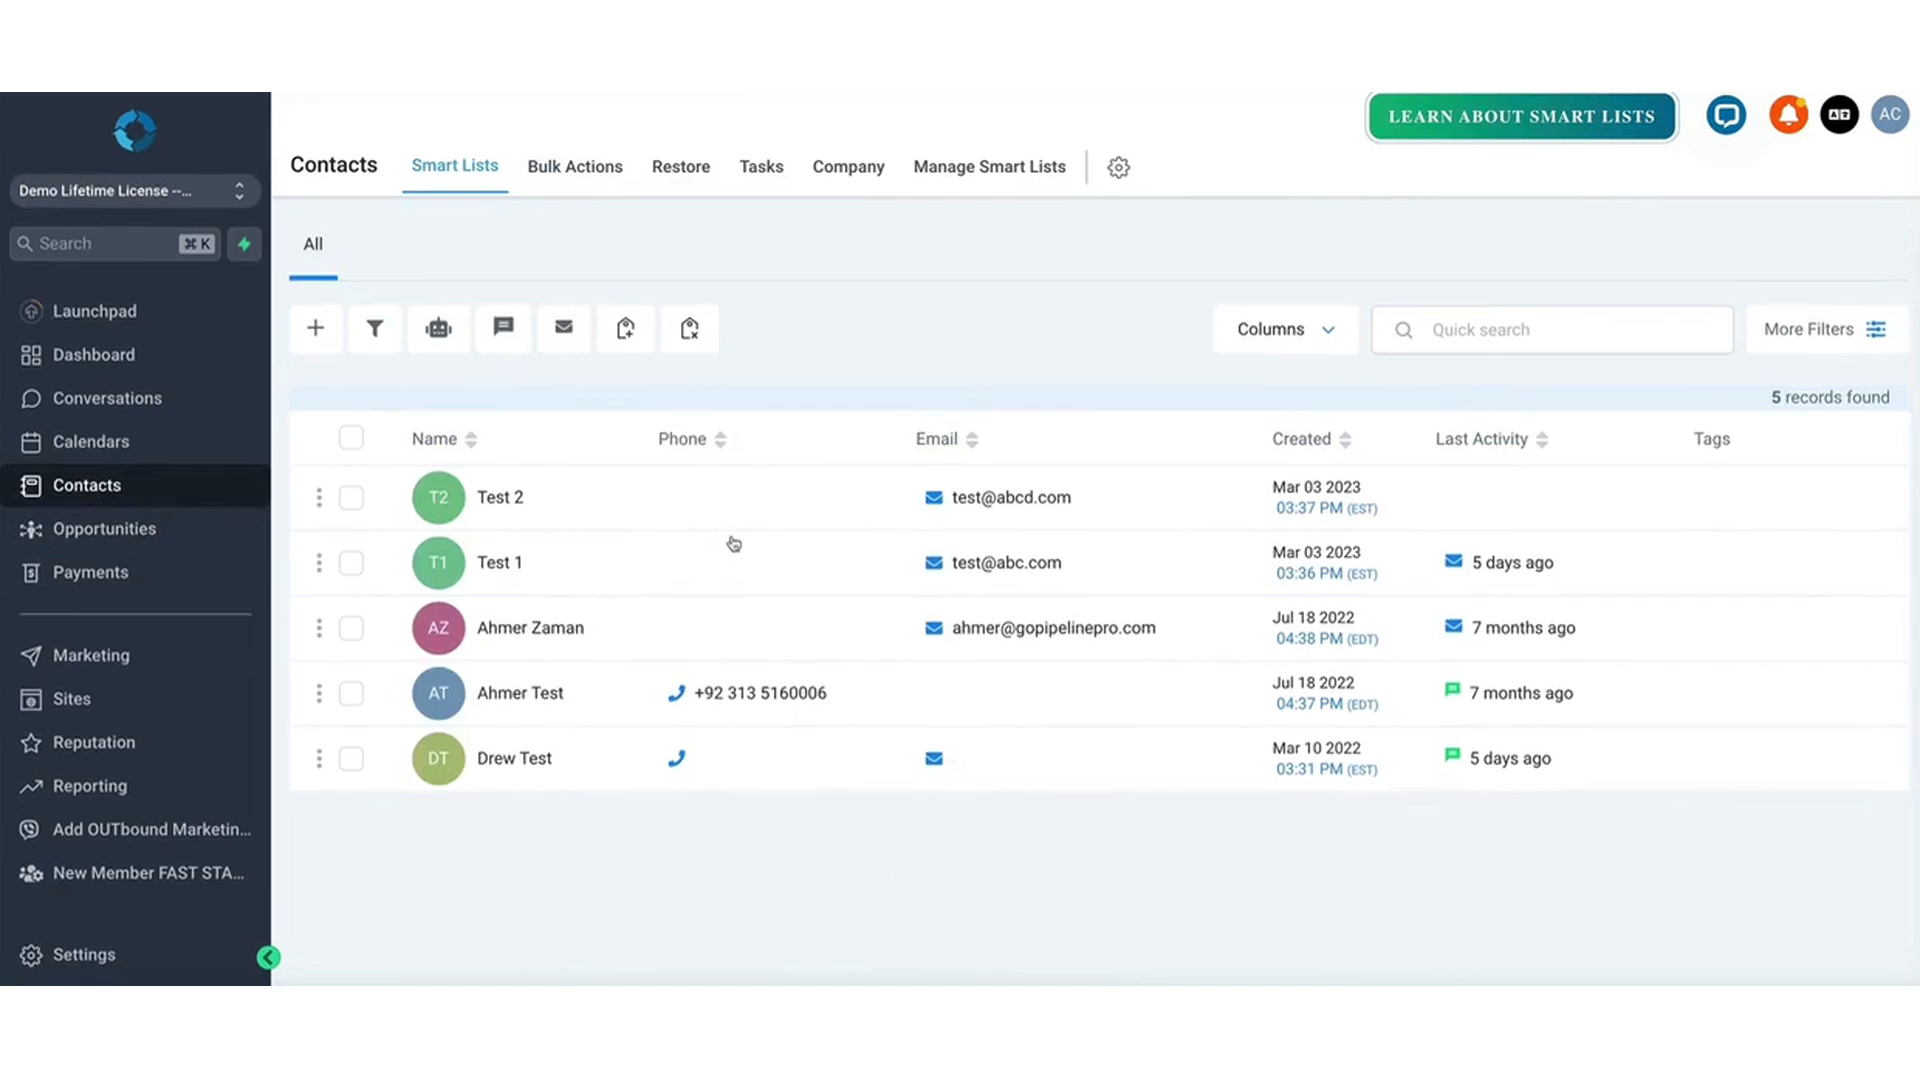 LEARN ABOUT SMART LISTS
AC
Contacts
Smart Lists
Bulk Actions
Restore
Tasks
Company
Manage Smart Lists
Demo Lifetime License --...
Search
⌘ K
Launchpad
Dashboard
Conversations
Calendars
Contacts
Opportunities
Payments
Marketing
Sites
Reputation
Reporting
Add OUTbound Marketin...
New Member FAST STA...
Settings
All
Columns
Quick search
More Filters
5 records found
Name Phone Email Created Last Activity Tags
T2 Test 2 test@abcd.com Mar 03 2023
03:37 PM (EST)
T1 Test 1 test@abc.com Mar 03 2023 5 days ago
03:36 PM (EST)
AZ Ahmer Zaman ahmer@gopipelinepro.com Jul 18 2022 7 months ago
04:38 PM (EDT)
AT Ahmer Test +92 313 5160006 Jul 18 2022 7 months ago
04:37 PM (EDT)
DT Drew Test Mar 10 2022 5 days ago
03:31 PM (EST)